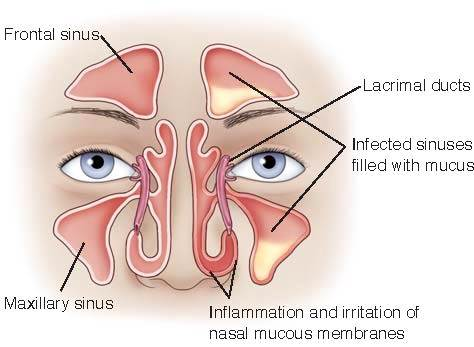 Frontal sinus
Lacrimal ducts
Infected sinuses
filled with mucus
Maxillary sinus
Inflammation and irritation of
nasal mucous membranes